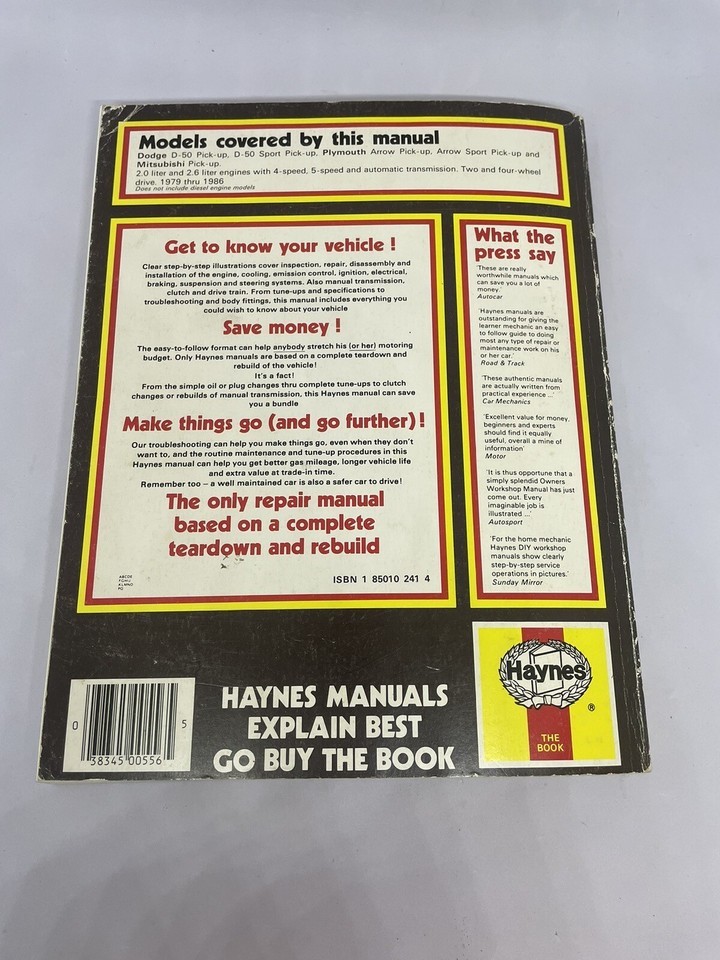 Models covered by this manual
Dodge D-50 Pick-up, D-50 Sport Pick-up, Plymouth Arrow Pick-up, Arrow Sport Pick-up and
Mitsubishi Pick-up.
2.0 liter and 2.6 liter engines with 4-speed, 5-speed and automatic transmission. Two and four-wheel
drive. 1979 thru 1986
Does not include diesel engine models
Get to know your vehicle !
Clear step-by-step illustrations cover inspection, repair, disassembly and
installation of the engine, cooling, emission control, ignition, electrical,
braking, suspension and steering systems. Also manual transmission,
clutch and drive train. From tune-ups and specifications to
troubleshooting and body fittings, this manual includes everything you
could wish to know about your vehicle
Save money !
The easy-to-follow format can help anybody stretch his (or her) motoring
budget. Only Haynes manuals are based on a complete teardown and
rebuild of the vehicle!
It's a fact!
From the simple oil or plug changes thru complete tune-ups to clutch
changes or rebuilds of manual transmission, this Haynes manual can save
you a bundle
Make things go (and go further) !
Our troubleshooting can help you make things go, even when they don't
want to, and the routine maintenance and tune-up procedures in this
Haynes manual can help you get better gas mileage, longer vehicle life
and extra value at trade-in time.
Remember too – a well maintained car is also a safer car to drive!
The only repair manual
based on a complete
teardown and rebuild
ABCDE
FGHIJ
KLMNO
PQ
ISBN 1 85010 241 4
What the
press say
'These are really
worthwhile manuals which
can save you a lot of
money.'
Autocar
'Haynes manuals are
outstanding for giving the
learner mechanic an easy
to follow guide to doing
most any type of repair or
maintenance work on his
or her car.'
Road & Track
'These authentic manuals
are actually written from
practical experience ...'
Car Mechanics
'Excellent value for money,
beginners and experts
should find it equally
useful, overall a mine of
information'
Motor
'It is thus opportune that a
simply splendid Owners
Workshop Manual has just
come out. Every
imaginable job is
illustrated ...'
Autosport
'For the home mechanic
Haynes DIY workshop
manuals show clearly
step-by-step service
operations in pictures.'
Sunday Mirror
0 38345 00556 5
HAYNES MANUALS
EXPLAIN BEST
GO BUY THE BOOK
Haynes
®
THE
BOOK